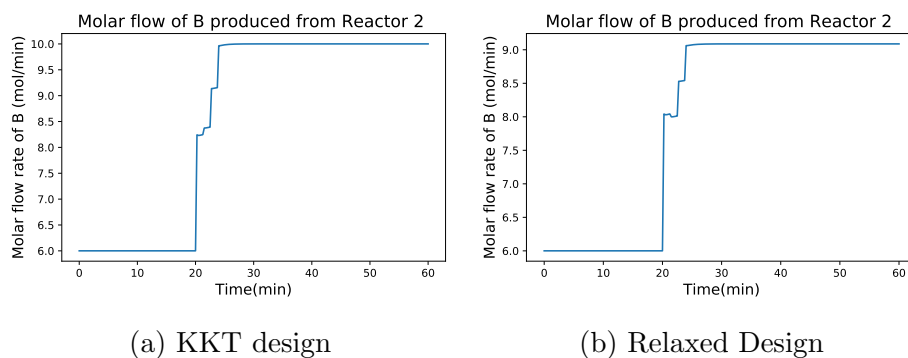 Molar flow of B produced from Reactor 2
Molar flow rate of B (mol/min)
10.0
9.5
9.0
8.5
8.0
7.5
7.0
6.5
6.0
0 10 20 30 40 50 60
Time(min)
(a) KKT design
Molar flow of B produced from Reactor 2
Molar flow rate of B (mol/min)
9.0
8.5
8.0
7.5
7.0
6.5
6.0
0 10 20 30 40 50 60
Time(min)
(b) Relaxed Design